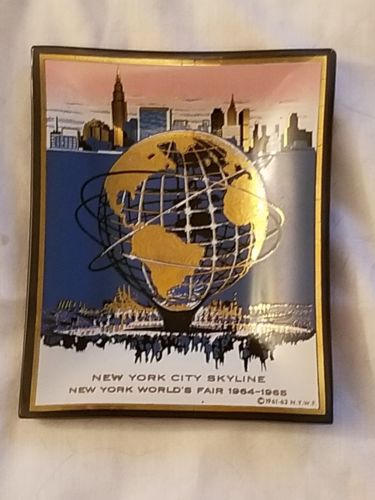 NEW YORK CITY SKYLINE
NEW YORK WORLD'S FAIR 1964-1965
©1961-63 N.Y.W.F.